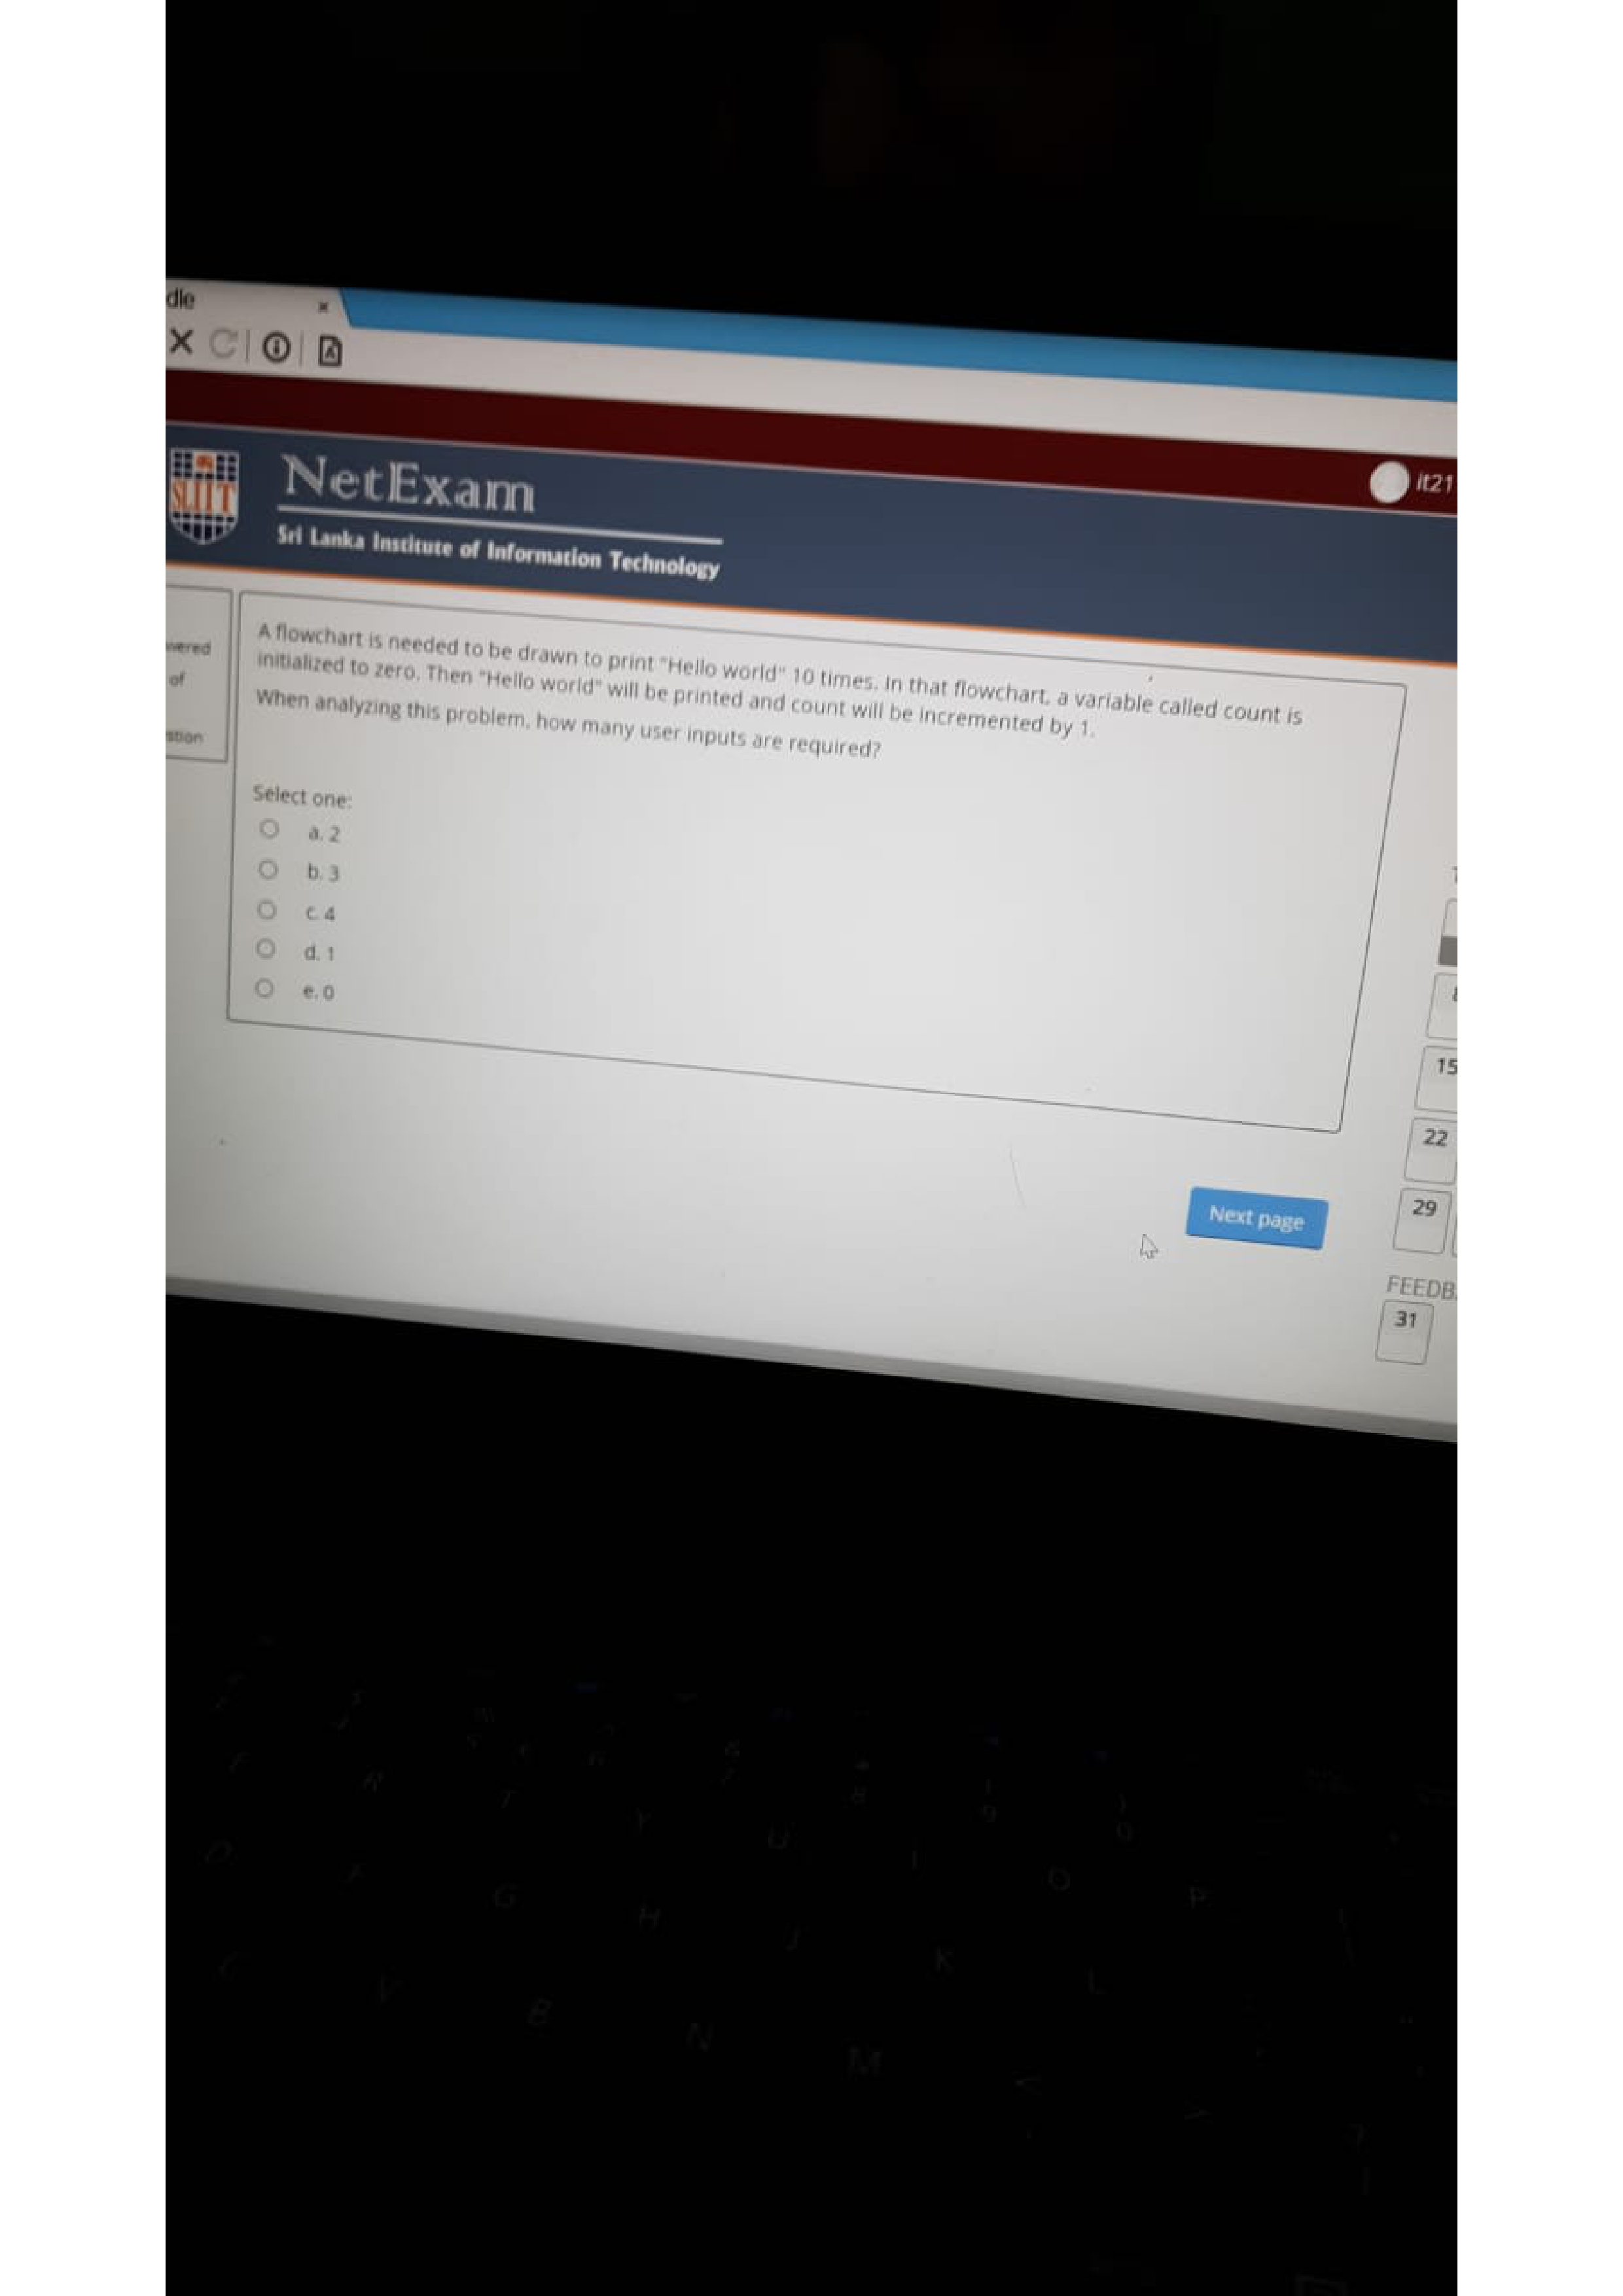 dle
NetExam
SLIIT
Sri Lanka Institute of Information Technology
it21
wered
of
stion
A flowchart is needed to be drawn to print "Hello world" 10 times. In that flowchart, a variable called count is
initialized to zero. Then "Hello world" will be printed and count will be incremented by 1.
When analyzing this problem, how many user inputs are required?
Select one:
a. 2
b. 3
c. 4
d. 1
e. 0
15
22
29
Next page
FEEDB
31
R
T
Y
U
I
O
P
F
G
H
J
K
L
V
B
N
M